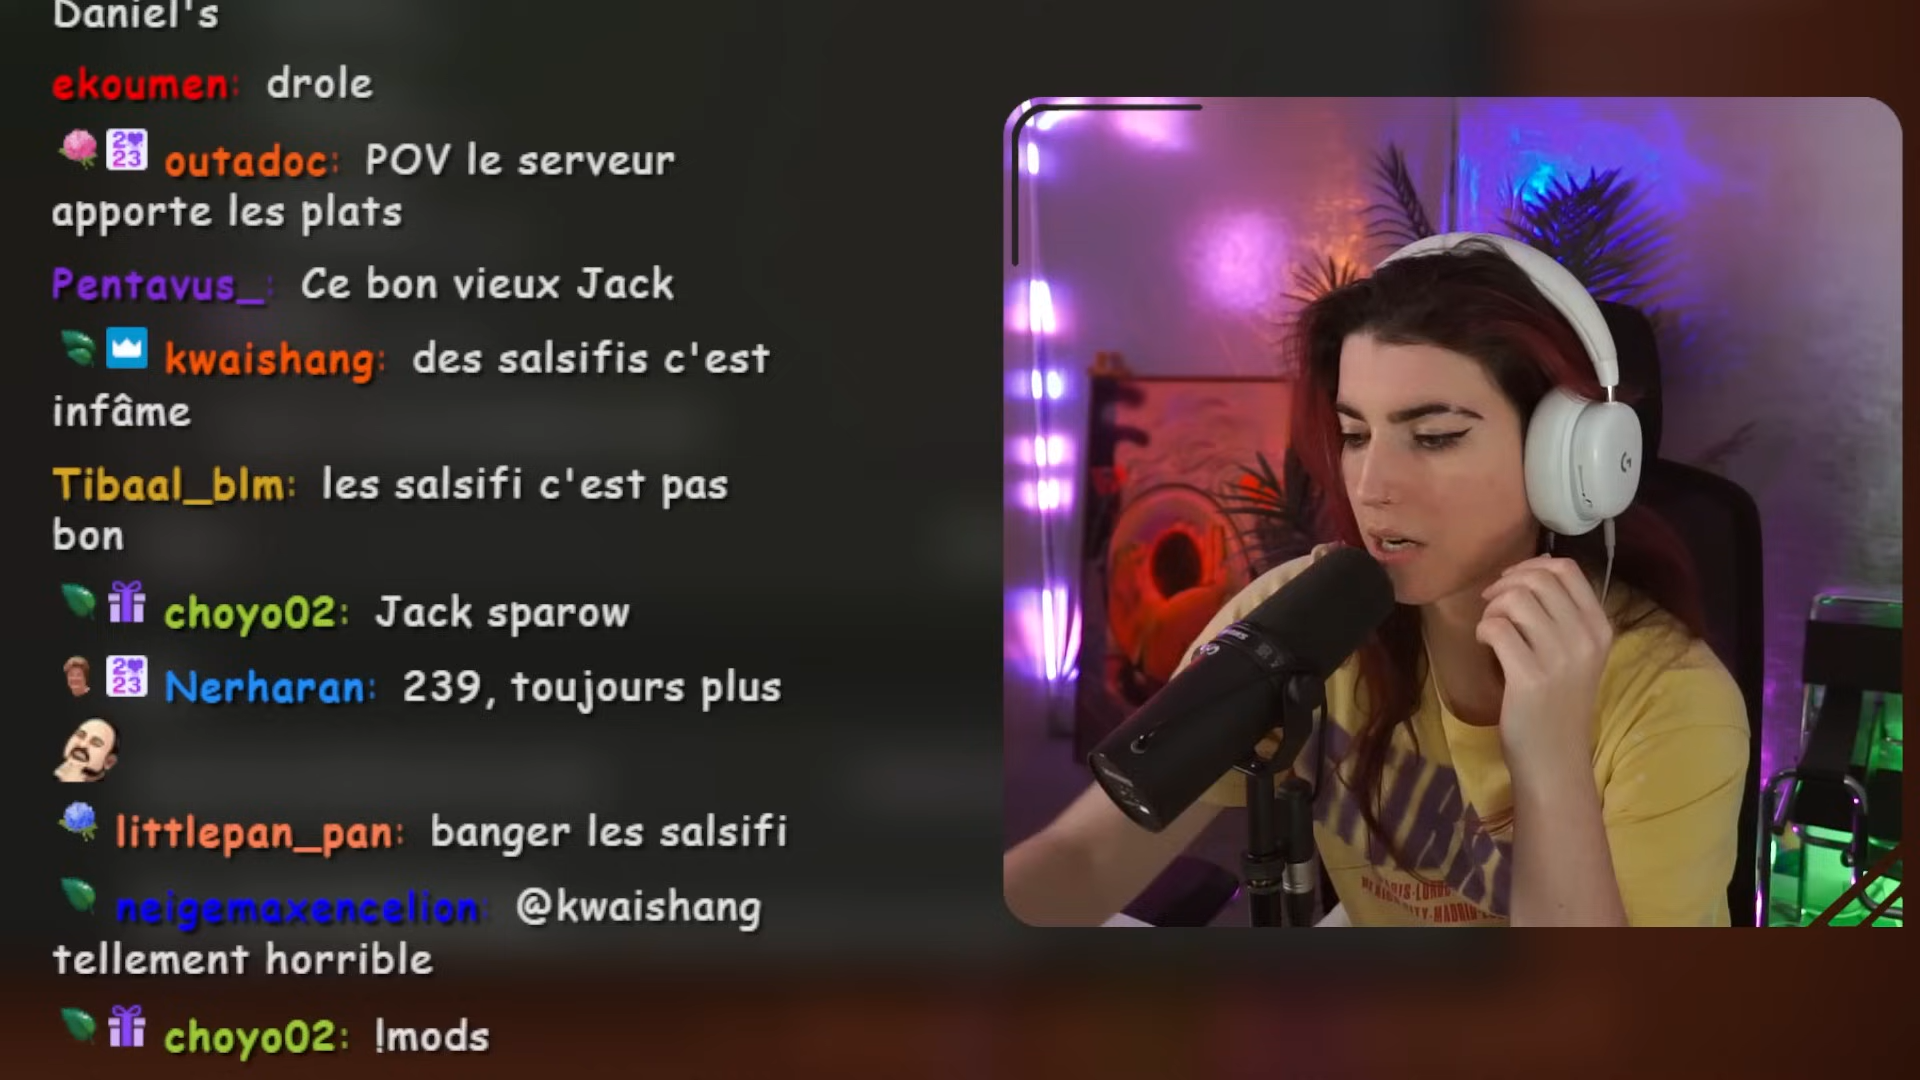 Daniel's
ekoumen: drole
outadoc: POV le serveur
apporte les plats
Pentavus_: Ce bon vieux Jack
kwaishang: des salsifis c'est
infâme
Tibaal_blm: les salsifi c'est pas
bon
choyo02: Jack sparow
Nerharan: 239, toujours plus
littlepan_pan: banger les salsifi
neigemaxencelion: @kwaishang
tellement horrible
choyo02: !mods